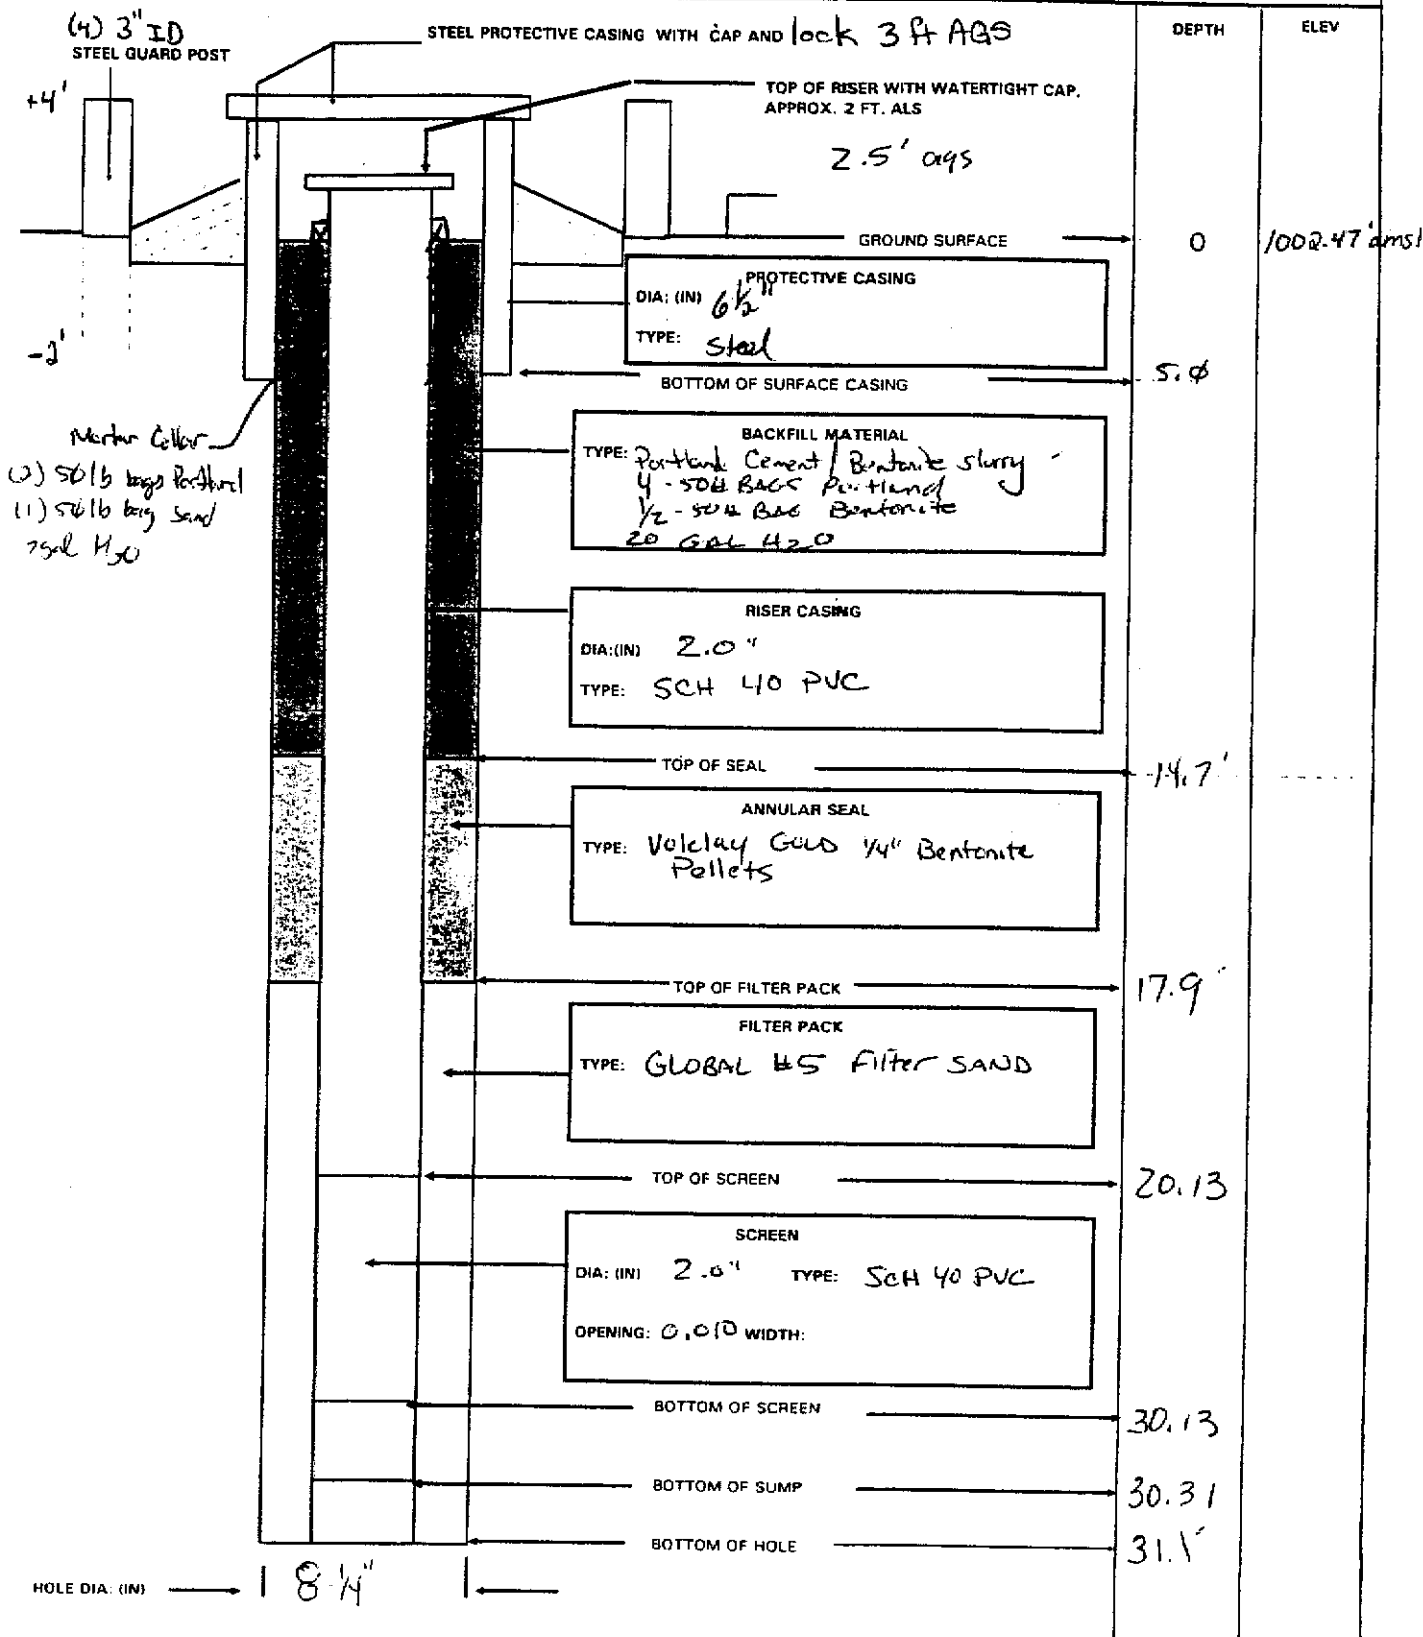 (4) 3" ID
STEEL GUARD POST
STEEL PROTECTIVE CASING WITH CAP AND lock 3 ft AGS
DEPTH
ELEV
+4'
TOP OF RISER WITH WATERTIGHT CAP.
APPROX. 2 FT. ALS
2.5' ags
GROUND SURFACE
0
1002.47' amsl
PROTECTIVE CASING
DIA: (IN) 6 1/2"
TYPE: Steel
-2'
BOTTOM OF SURFACE CASING
5.0
Mortar Collar
(2) 50lb bags Portland
(1) 50lb bag Sand
gal H2O
BACKFILL MATERIAL
TYPE: Portland Cement / Bentonite slurry
4 - 50# BAGS Portland
1/2 - 50# BAG Bentonite
20 GAL H2O
RISER CASING
DIA:(IN) 2.0"
TYPE: SCH 40 PVC
TOP OF SEAL
14.7'
ANNULAR SEAL
TYPE: Volclay GOLD 1/4" Bentonite
Pellets
TOP OF FILTER PACK
17.9'
FILTER PACK
TYPE: GLOBAL #5 Filter SAND
TOP OF SCREEN
20.13
SCREEN
DIA: (IN) 2.0" TYPE: SCH 40 PVC
OPENING: 0.010 WIDTH:
BOTTOM OF SCREEN
30.13
BOTTOM OF SUMP
30.31
BOTTOM OF HOLE
31.1'
HOLE DIA: (IN)
8 1/4"